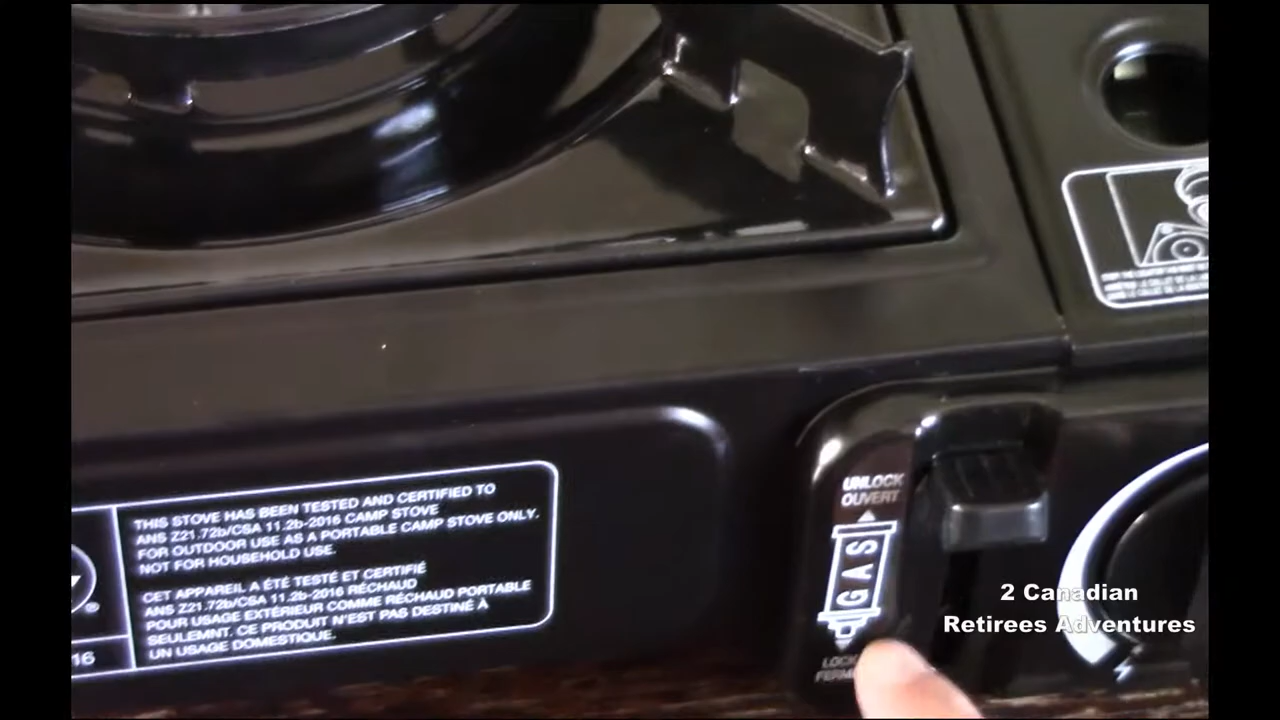 THIS STOVE HAS BEEN TESTED AND CERTIFIED TO
ANS Z21.72b/CSA 11.2b-2016 CAMP STOVE
FOR OUTDOOR USE AS A PORTABLE CAMP STOVE ONLY.
NOT FOR HOUSEHOLD USE.
CET APPAREIL A ÉTÉ TESTÉ ET CERTIFIÉ
ANS Z21.72b/CSA 11.2b-2016 RÉCHAUD
POUR USAGE EXTÉRIEUR COMME RÉCHAUD PORTABLE
SEULEMNT. CE PRODUIT N'EST PAS DESTINÉ À
UN USAGE DOMESTIQUE.
®
16
UNLOCK
OUVERT
GAS
2 Canadian
Retirees Adventures